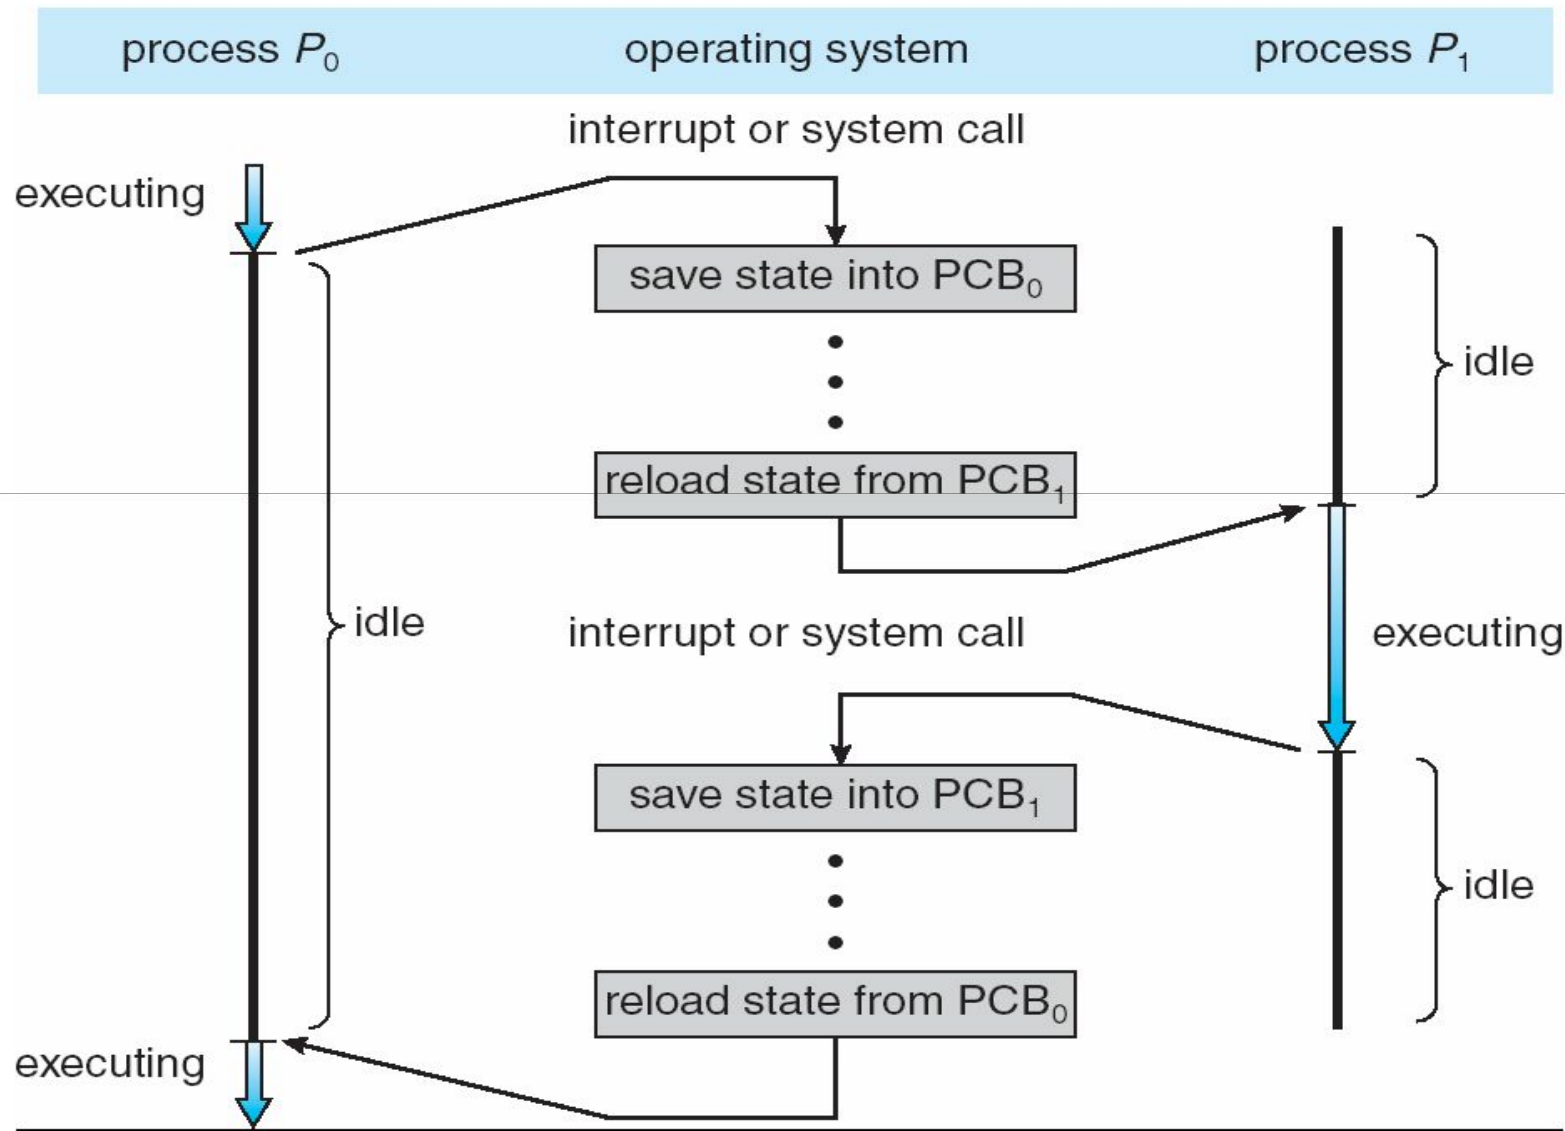 process P₀ operating system process P₁
interrupt or system call
executing
save state into PCB₀
idle
reload state from PCB₁
idle
interrupt or system call
executing
save state into PCB₁
idle
reload state from PCB₀
executing